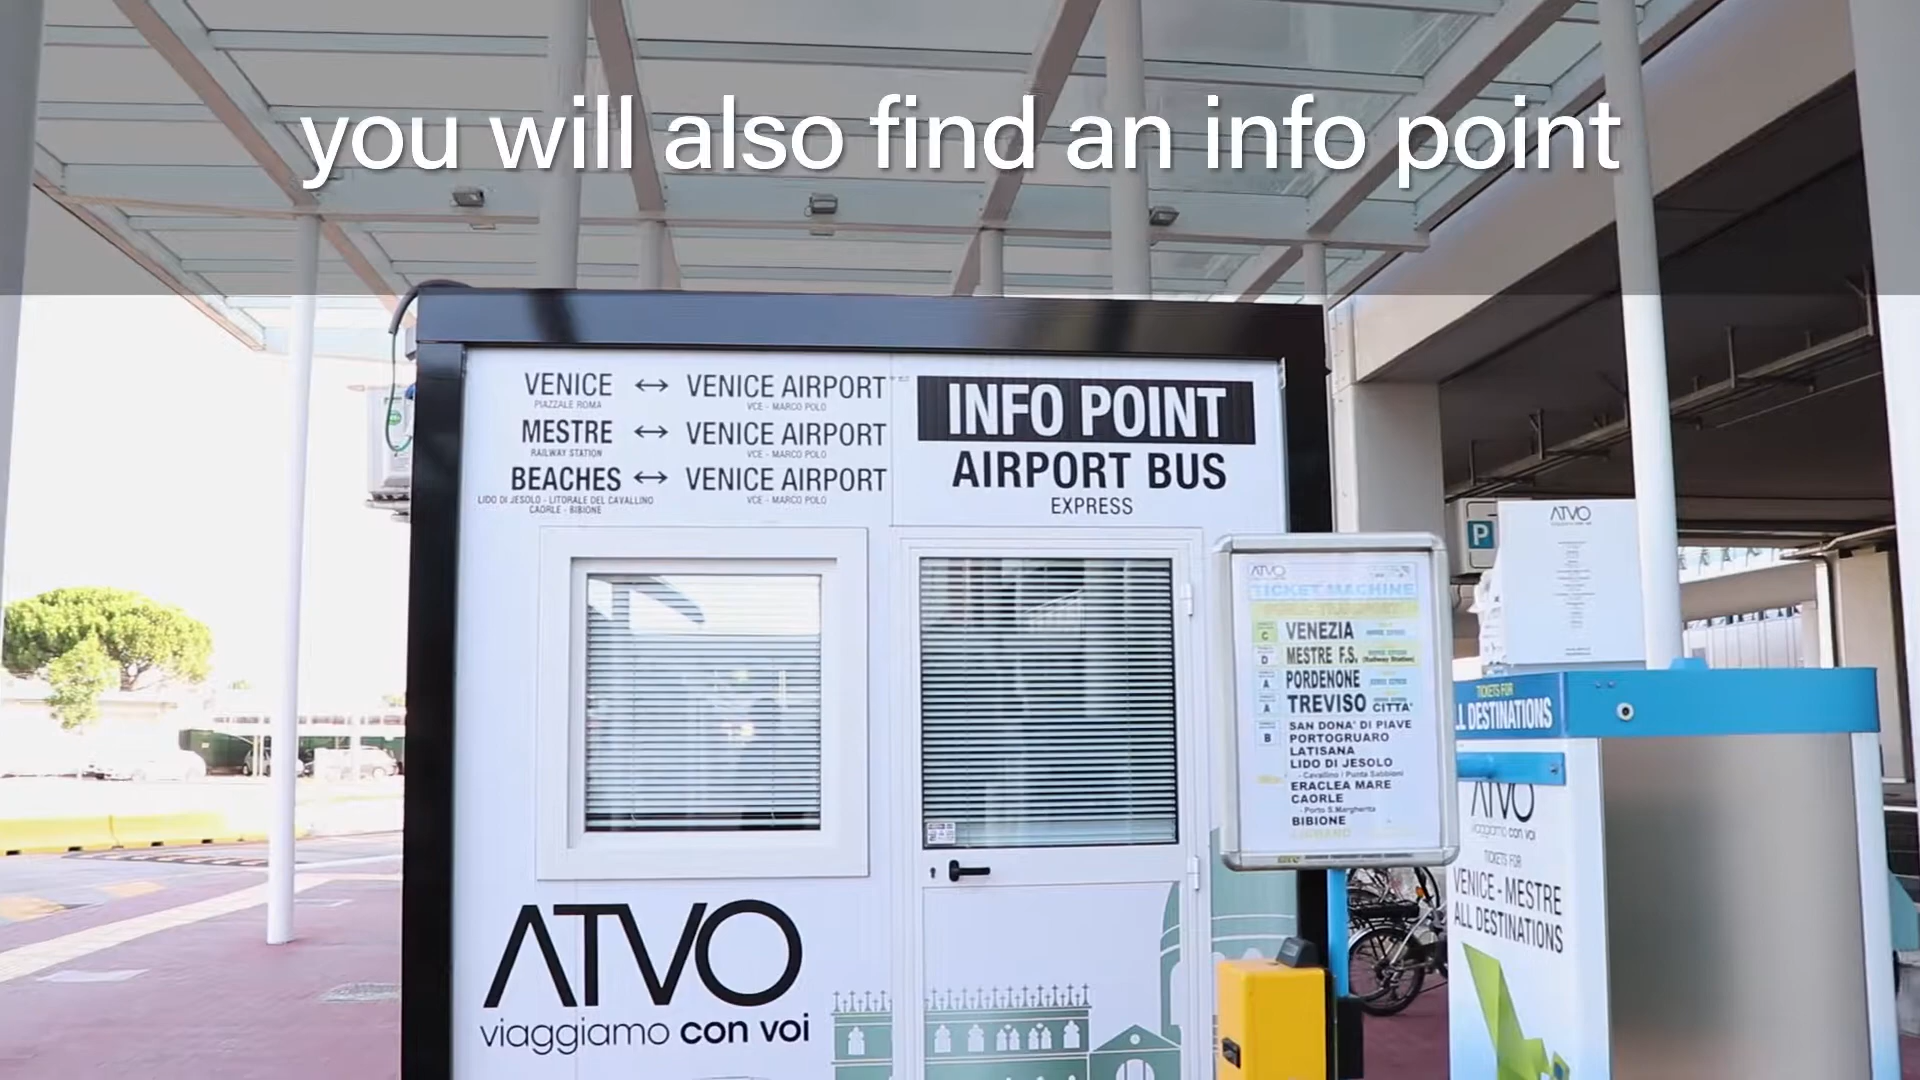 you will also find an info point
VENICE ↔ VENICE AIRPORT
PIAZZALE ROMA VCE - MARCO POLO
MESTRE ↔ VENICE AIRPORT
RAILWAY STATION VCE - MARCO POLO
BEACHES ↔ VENICE AIRPORT
LIDO DI JESOLO - LITORALE DEL CAVALLINO VCE - MARCO POLO
CAORLE - BIBIONE
INFO POINT
AIRPORT BUS
EXPRESS
ATVO
viaggiamo con voi
ATVO
TICKET MACHINE
C VENEZIA
D MESTRE F.S. (Railway Station)
A PORDENONE
A TREVISO CITTA'
B SAN DONA' DI PIAVE
PORTOGRUARO
LATISANA
LIDO DI JESOLO
- Cavallino / Punta Sabbioni
ERACLEA MARE
CAORLE
- Porto S.Margherita
BIBIONE
P
ATVO
TICKETS FOR
LL DESTINATIONS
ATVO
viaggiamo con voi
TICKETS FOR
VENICE - MESTRE
ALL DESTINATIONS